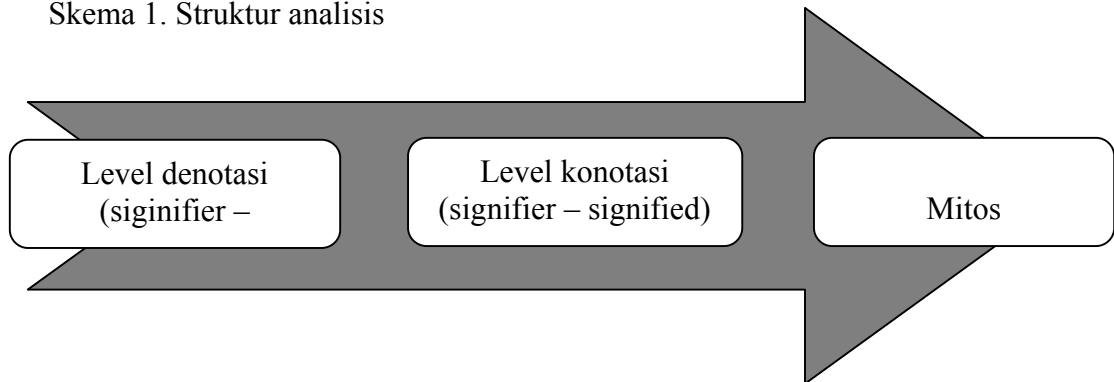 Skema 1. Struktur analisis
Level denotasi
(siginifier –
Level konotasi
(signifier – signified)
Mitos